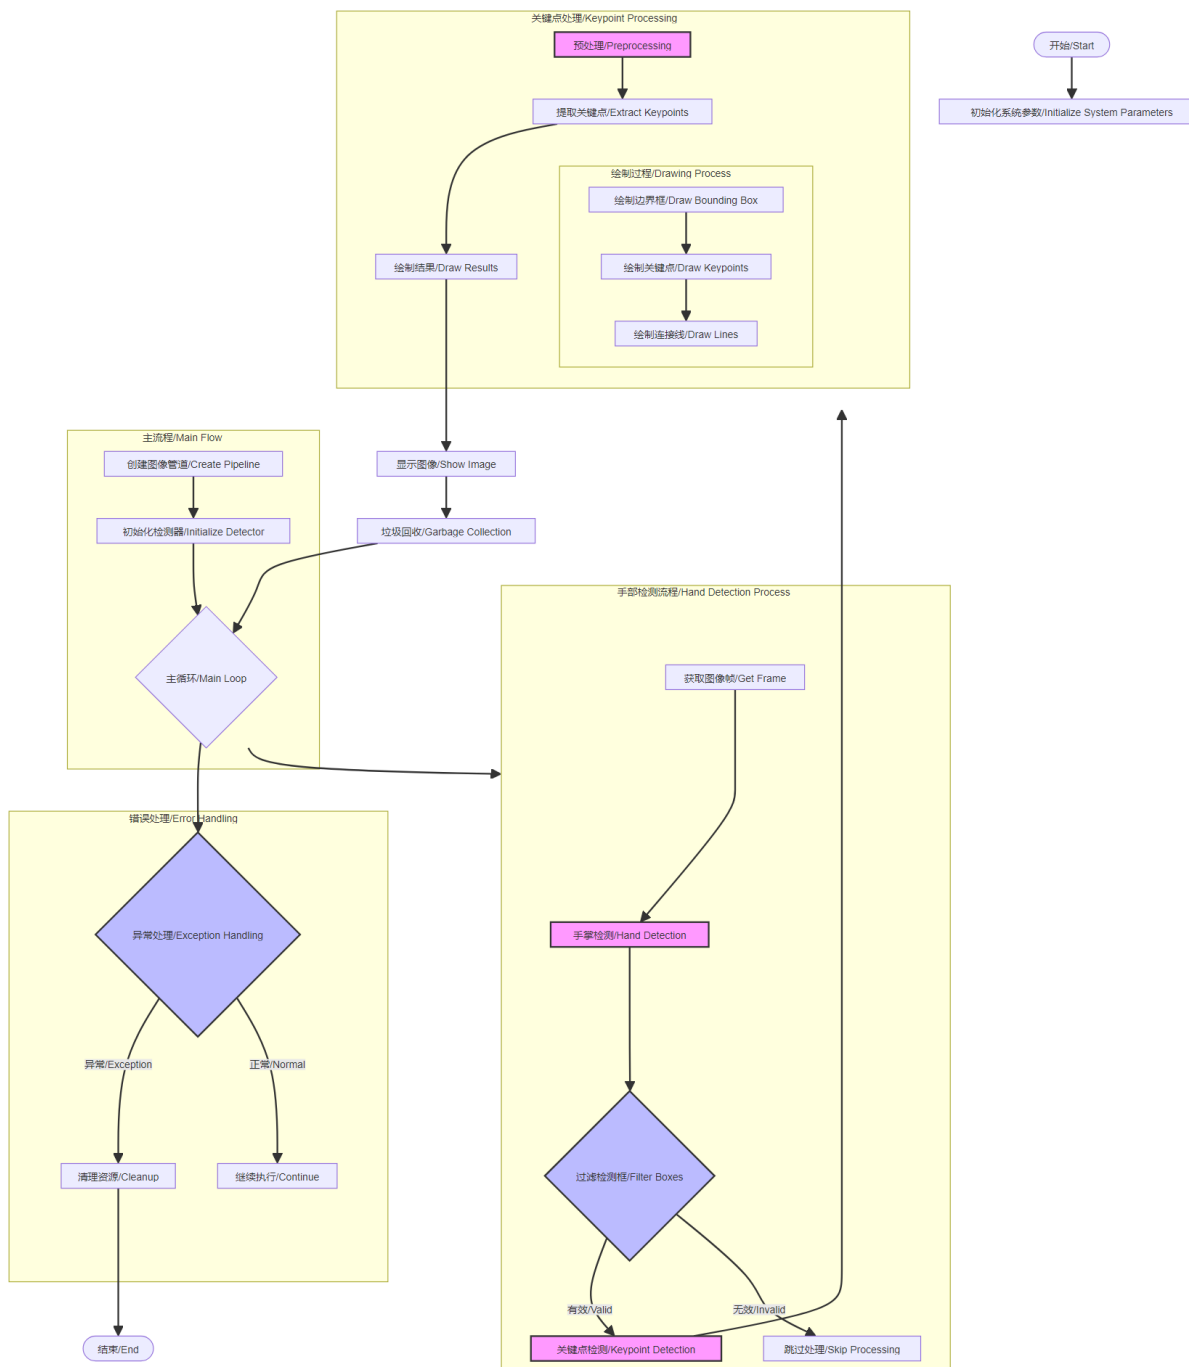 关键点处理/Keypoint Processing
预处理/Preprocessing
开始/Start
提取关键点/Extract Keypoints
初始化系统参数/Initialize System Parameters
绘制过程/Drawing Process
绘制边界框/Draw Bounding Box
绘制结果/Draw Results
绘制关键点/Draw Keypoints
绘制连接线/Draw Lines
主流程/Main Flow
创建图像管道/Create Pipeline
显示图像/Show Image
初始化检测器/Initialize Detector
垃圾回收/Garbage Collection
手部检测流程/Hand Detection Process
主循环/Main Loop
获取图像帧/Get Frame
错误处理/Error Handling
异常处理/Exception Handling
手掌检测/Hand Detection
异常/Exception
正常/Normal
清理资源/Cleanup
继续执行/Continue
过滤检测框/Filter Boxes
有效/Valid
无效/Invalid
结束/End
关键点检测/Keypoint Detection
跳过处理/Skip Processing